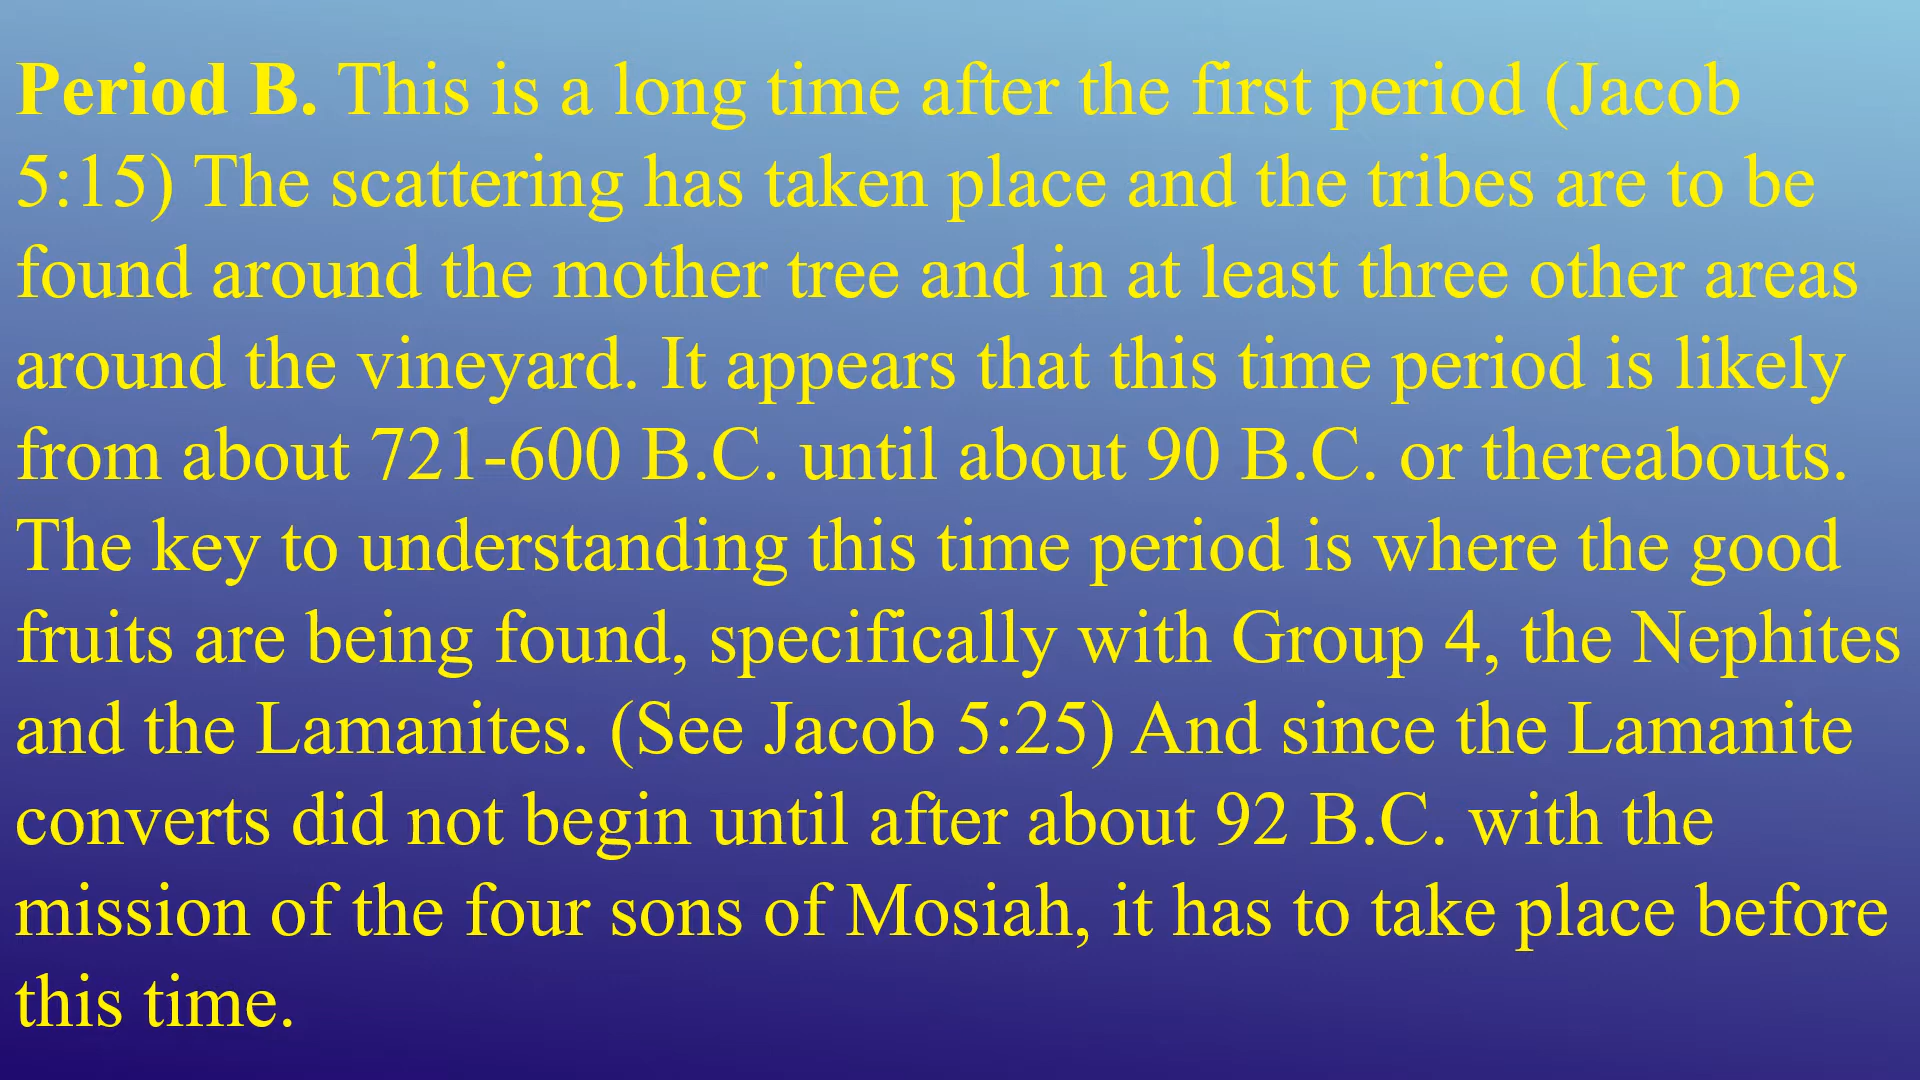 Period B. This is a long time after the first period (Jacob
5:15) The scattering has taken place and the tribes are to be
found around the mother tree and in at least three other areas
around the vineyard. It appears that this time period is likely
from about 721-600 B.C. until about 90 B.C. or thereabouts.
The key to understanding this time period is where the good
fruits are being found, specifically with Group 4, the Nephites
and the Lamanites. (See Jacob 5:25) And since the Lamanite
converts did not begin until after about 92 B.C. with the
mission of the four sons of Mosiah, it has to take place before
this time.